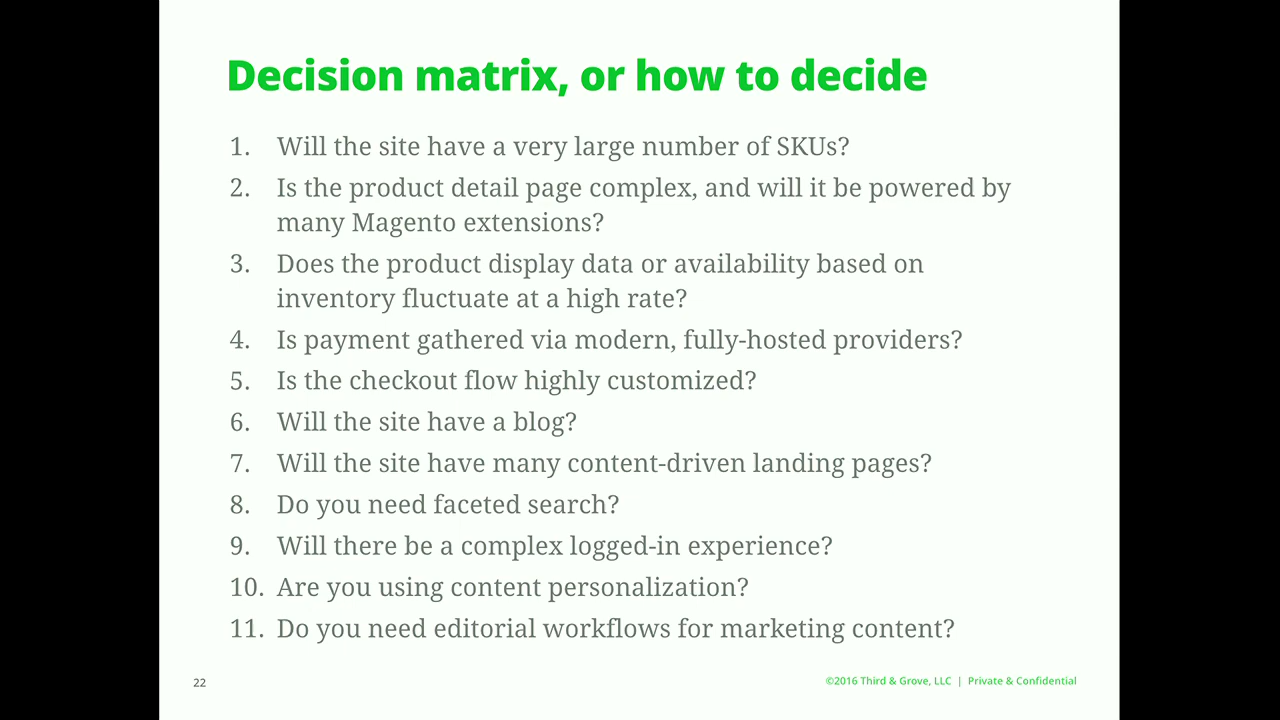 Decision matrix, or how to decide
1. Will the site have a very large number of SKUs?
2. Is the product detail page complex, and will it be powered by
many Magento extensions?
3. Does the product display data or availability based on
inventory fluctuate at a high rate?
4. Is payment gathered via modern, fully-hosted providers?
5. Is the checkout flow highly customized?
6. Will the site have a blog?
7. Will the site have many content-driven landing pages?
8. Do you need faceted search?
9. Will there be a complex logged-in experience?
10. Are you using content personalization?
11. Do you need editorial workflows for marketing content?
22
©2016 Third & Grove, LLC | Private & Confidential